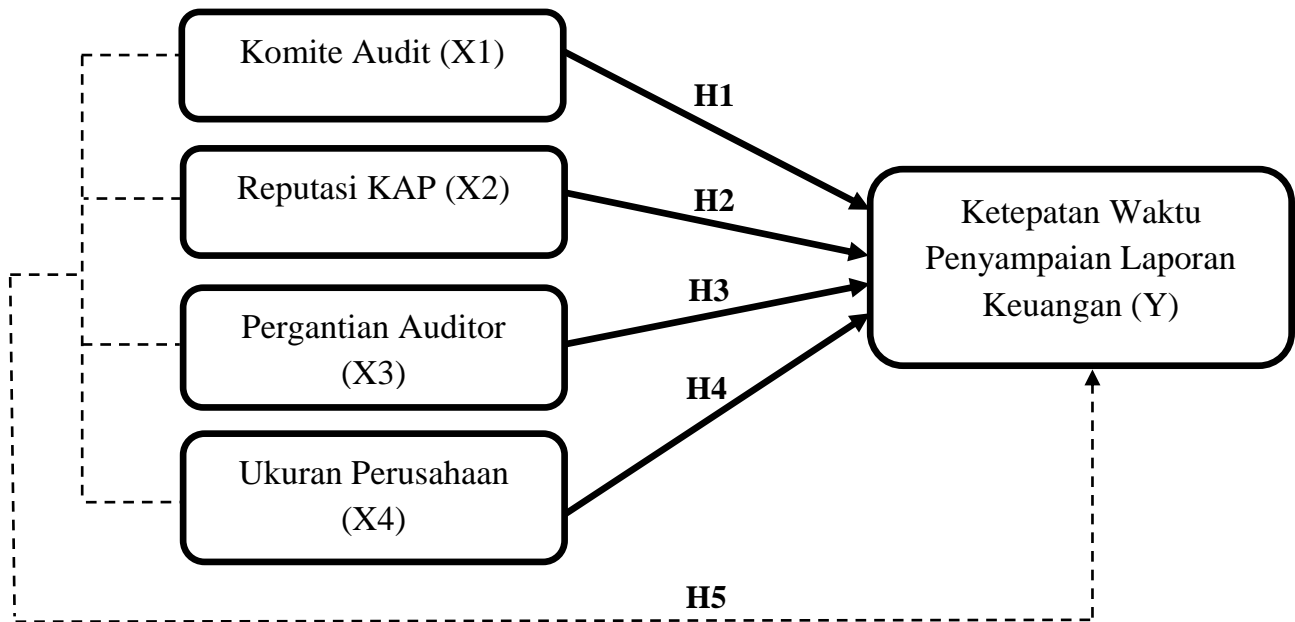 Komite Audit (X1)
H1
Reputasi KAP (X2)
H2
Ketepatan Waktu
Penyampaian Laporan
Keuangan (Y)
H3
Pergantian Auditor
(X3)
H4
Ukuran Perusahaan
(X4)
H5